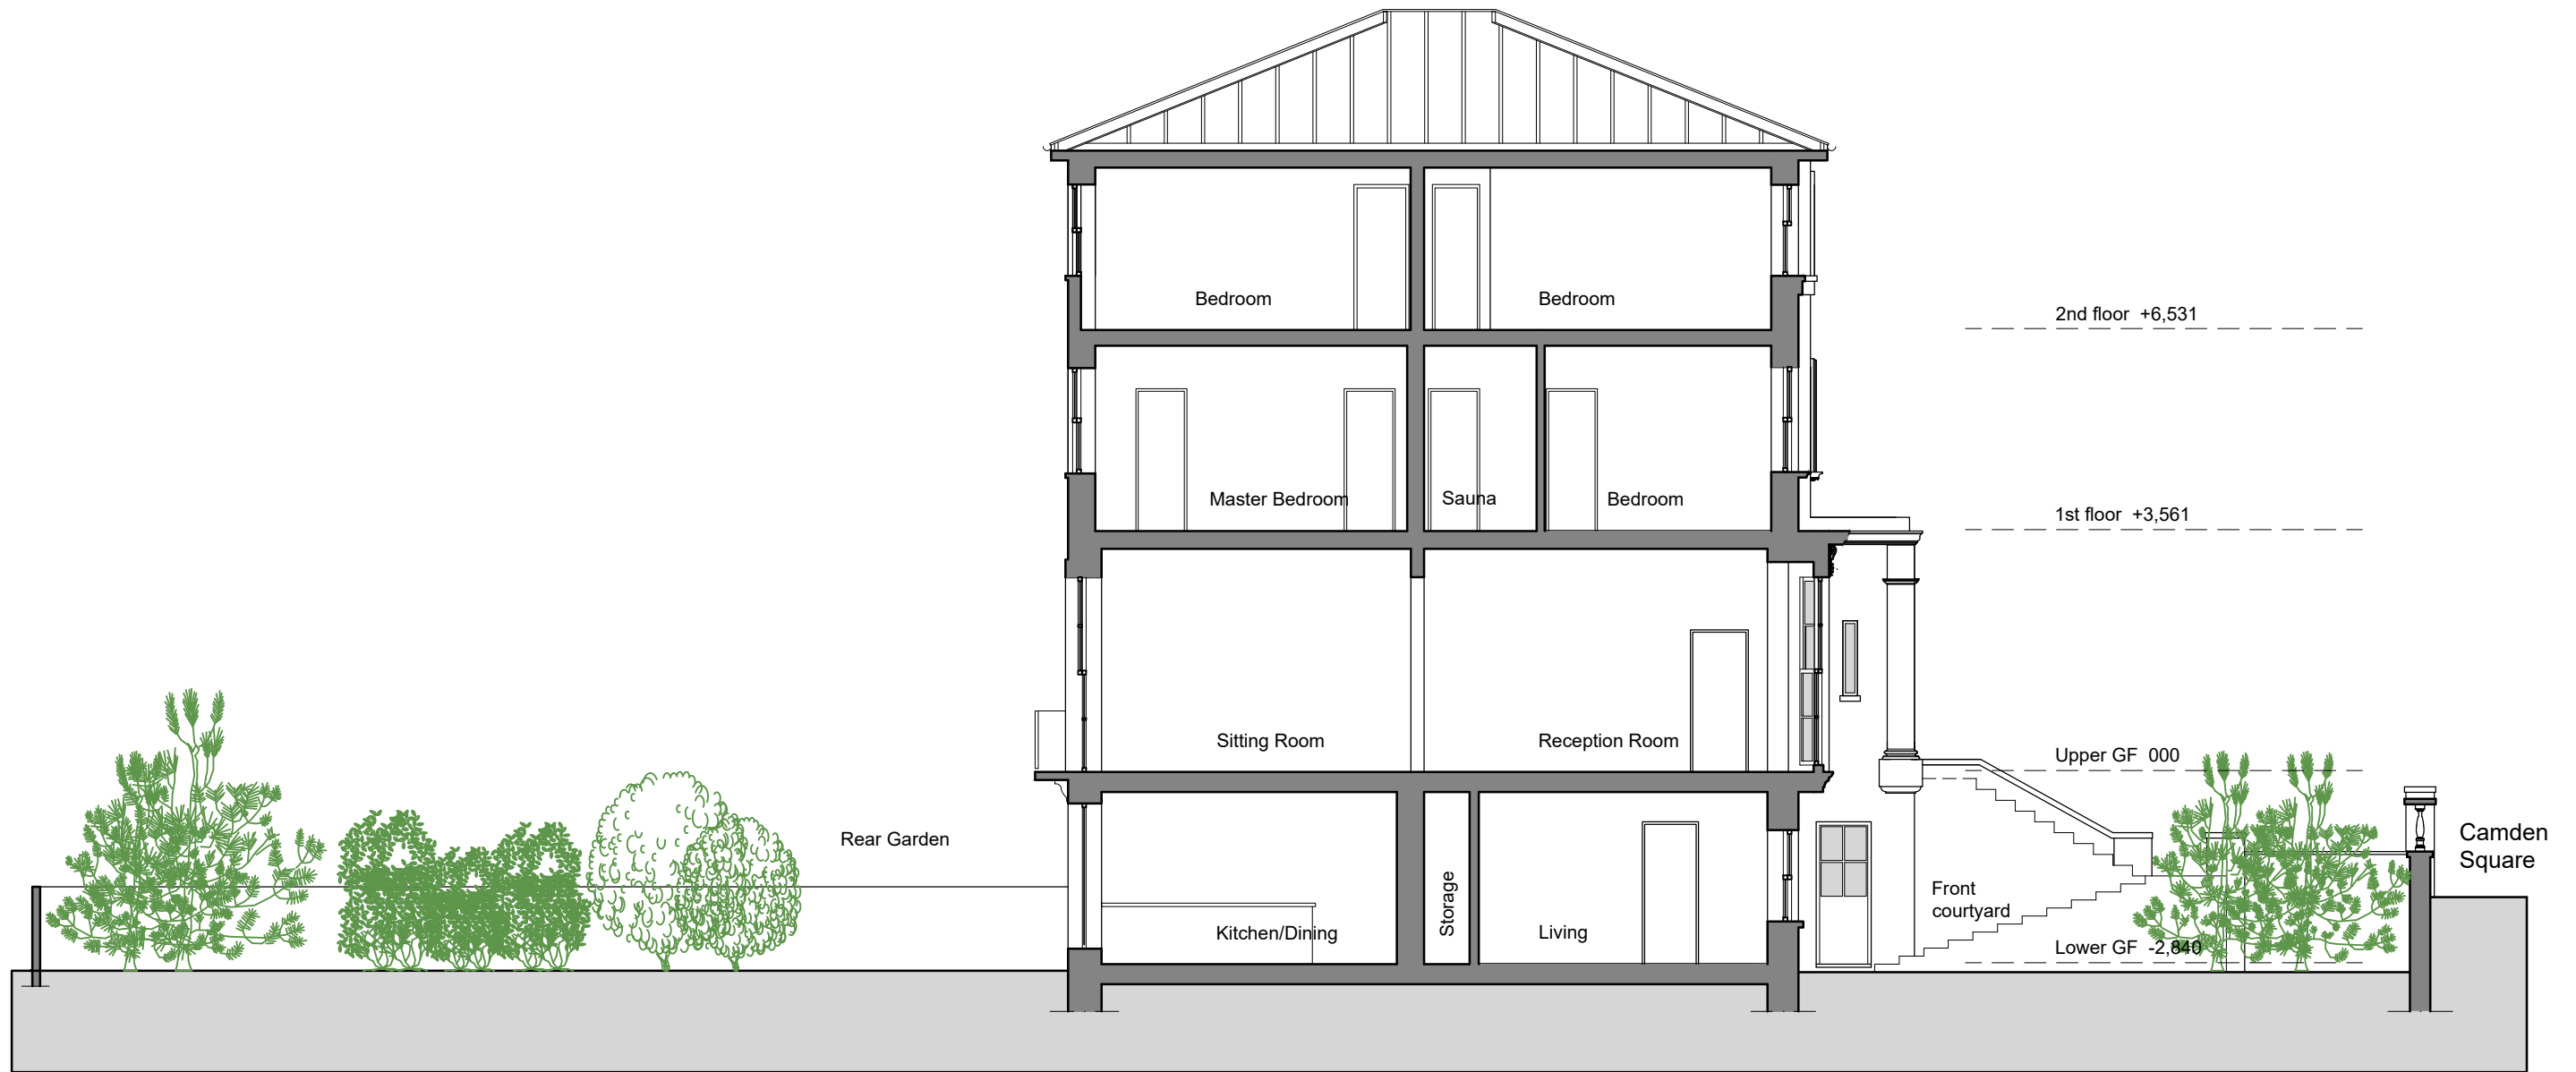 Bedroom
Bedroom
2nd floor +6,531
Master Bedroom
Sauna
Bedroom
1st floor +3,561
Sitting Room
Reception Room
Upper GF 000
Rear Garden
Camden
Square
Storage
Front
courtyard
Kitchen/Dining
Living
Lower GF -2,840